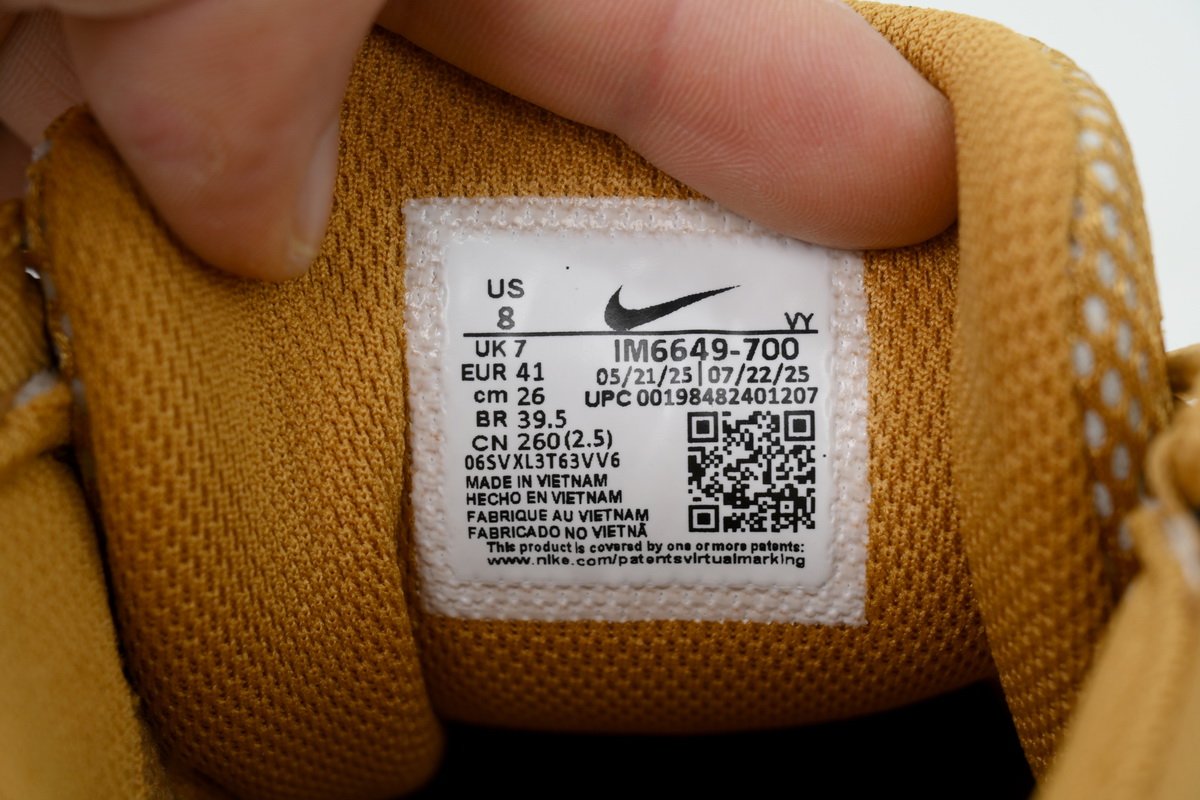 US
8
VY
UK 7
EUR 41
cm 26
BR 39.5
CN 260(2.5)
06SVXL3T63VV6
MADE IN VIETNAM
HECHO EN VIETNAM
FABRIQUE AU VIETNAM
FABRICADO NO VIETNÃ
IM6649-700
05/21/25|07/22/25
UPC 00198482401207
This product is covered by one or more patents:
www.nike.com/patentsvirtualmarking